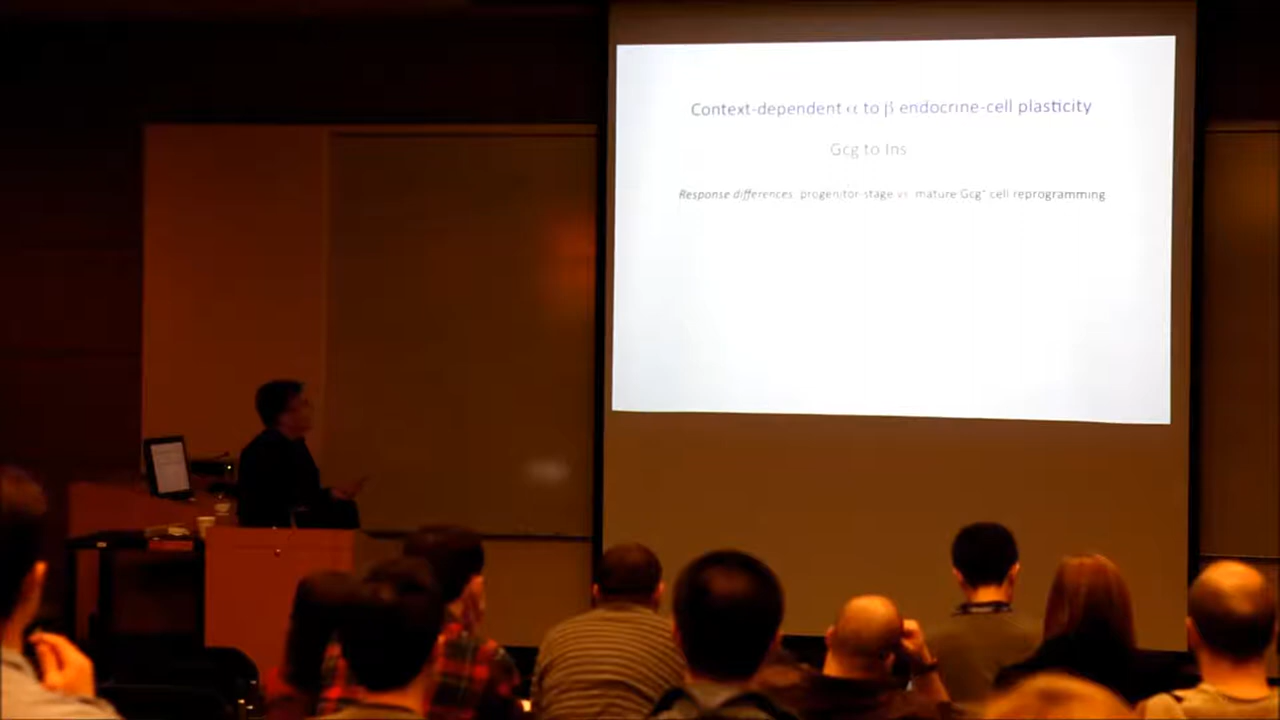 Context-dependent α to β endocrine-cell plasticity
Gcg to Ins
Response differences: progenitor-stage vs. mature Gcg⁺ cell reprogramming